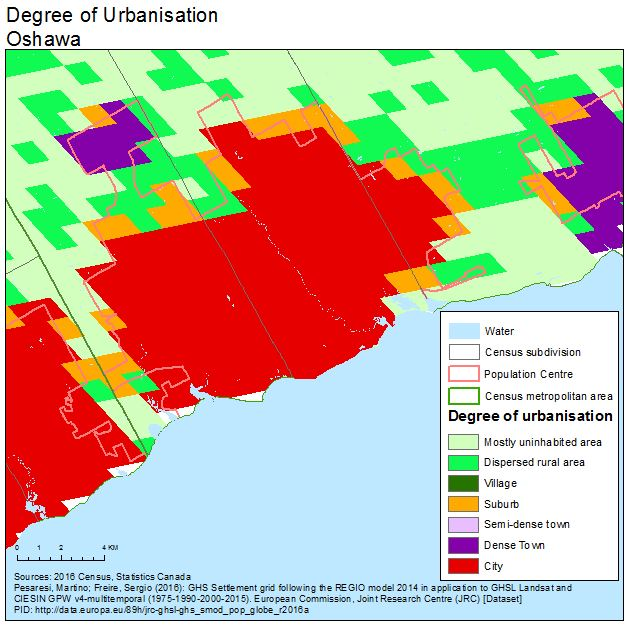 Degree of Urbanisation
Oshawa
Water
Census subdivision
Population Centre
Census metropolitan area
Degree of urbanisation
Mostly uninhabited area
Dispersed rural area
Village
Suburb
Semi-dense town
Dense Town
City
0 1 2 4 KM
Sources: 2016 Census, Statistics Canada
Pesaresi, Martino; Freire, Sergio (2016): GHS Settlement grid following the REGIO model 2014 in application to GHSL Landsat and
CIESIN GPW v4-multitemporal (1975-1990-2000-2015). European Commission, Joint Research Centre (JRC) [Dataset]
PID: http://data.europa.eu/89h/jrc-ghsl-ghs_smod_pop_globe_r2016a